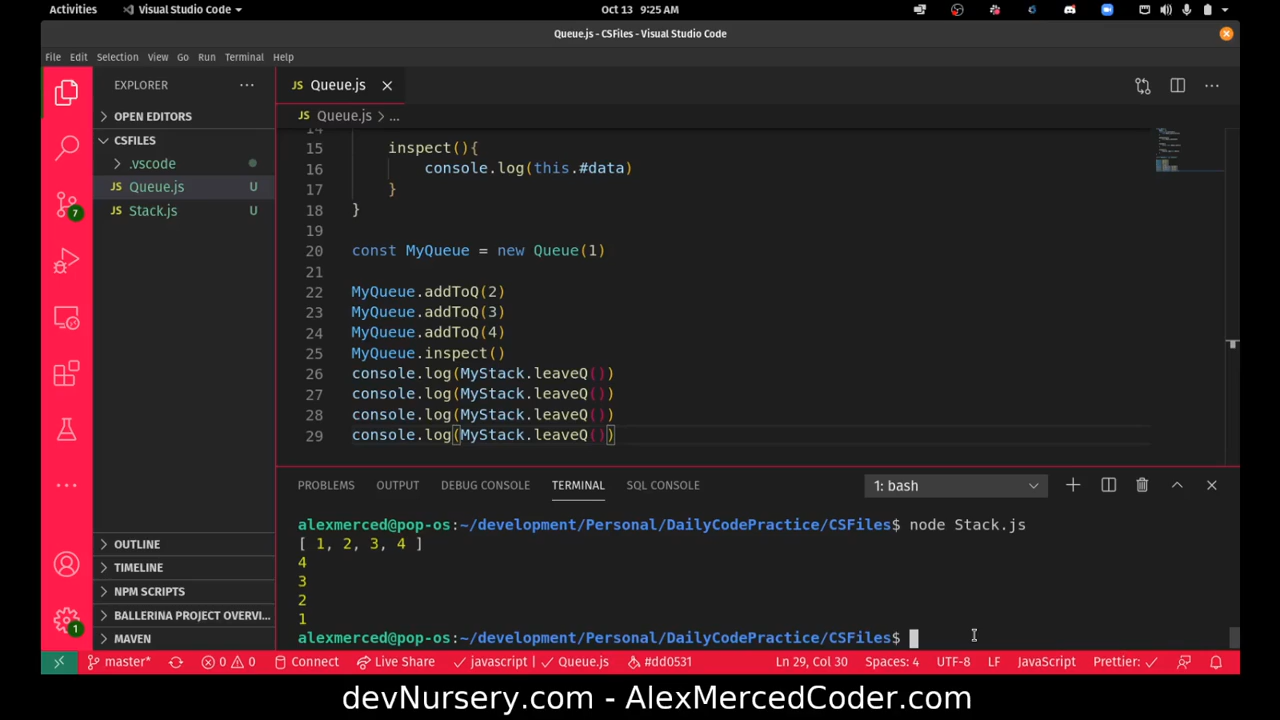 Activities
Visual Studio Code
Oct 13 9:25 AM
Queue.js - CSFiles - Visual Studio Code
File Edit Selection View Go Run Terminal Help
EXPLORER
OPEN EDITORS
CSFILES
.vscode
JS Queue.js U
JS Stack.js U
OUTLINE
TIMELINE
NPM SCRIPTS
BALLERINA PROJECT OVERVI...
MAVEN
7
1
JS Queue.js
JS Queue.js > ...
14
15 inspect(){
16 console.log(this.#data)
17 }
18 }
19
20 const MyQueue = new Queue(1)
21
22 MyQueue.addToQ(2)
23 MyQueue.addToQ(3)
24 MyQueue.addToQ(4)
25 MyQueue.inspect()
26 console.log(MyStack.leaveQ())
27 console.log(MyStack.leaveQ())
28 console.log(MyStack.leaveQ())
29 console.log(MyStack.leaveQ())
PROBLEMS OUTPUT DEBUG CONSOLE TERMINAL SQL CONSOLE
1: bash
alexmerced@pop-os:~/development/Personal/DailyCodePractice/CSFiles$ node Stack.js
[ 1, 2, 3, 4 ]
4
3
2
1
alexmerced@pop-os:~/development/Personal/DailyCodePractice/CSFiles$
master* 0 0 Connect Live Share javascript | Queue.js #dd0531 Ln 29, Col 30 Spaces: 4 UTF-8 LF JavaScript Prettier:
devNursery.com - AlexMercedCoder.com